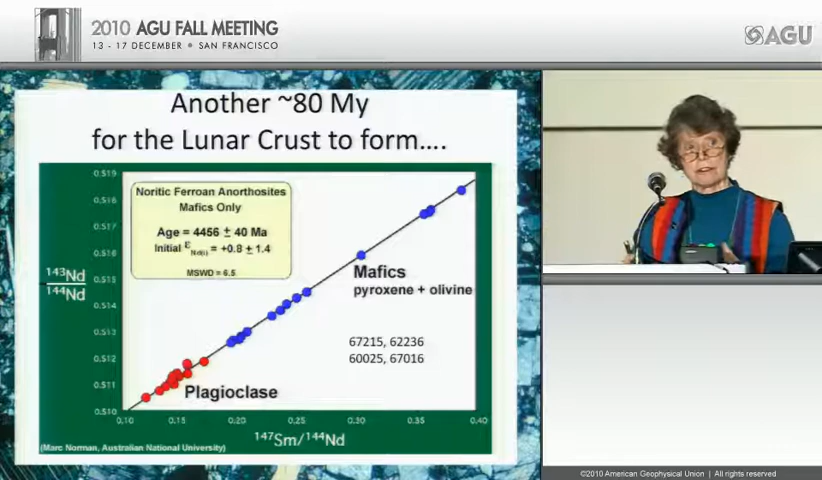 2010 AGU FALL MEETING
13 - 17 DECEMBER • SAN FRANCISCO
AGU
Another ~80 My
for the Lunar Crust to form....
Noritic Ferroan Anorthosites
Mafics Only
Age = 4456 ± 40 Ma
Initial ε Nd(i) = +0.8 ± 1.4
MSWD = 6.5
0.519
0.518
0.517
0.516
0.515
0.514
0.513
0.512
0.511
0.510
143Nd
144Nd
Mafics
pyroxene + olivine
67215, 62236
60025, 67016
Plagioclase
0.10 0.15 0.20 0.25 0.30 0.35 0.40
147Sm/144Nd
(Marc Norman, Australian National University)
©2010 American Geophysical Union | All rights reserved